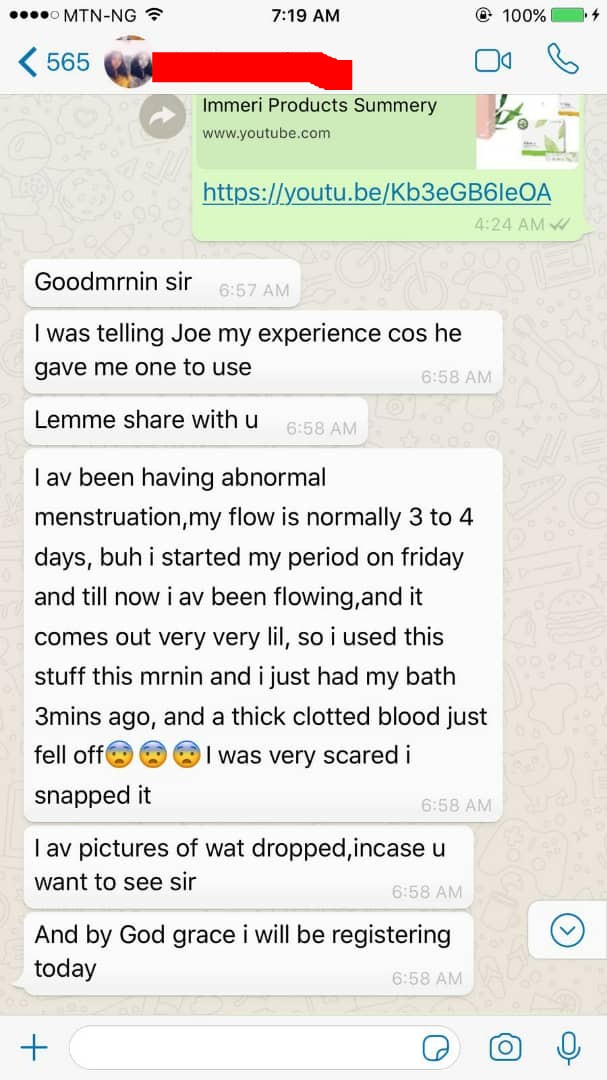 MTN-NG 7:19 AM 100%
565
Immeri Products Summery
www.youtube.com
https://youtu.be/Kb3eGB6IeOA
4:24 AM
Goodmrnin sir 6:57 AM
I was telling Joe my experience cos he
gave me one to use
6:58 AM
Lemme share with u 6:58 AM
I av been having abnormal
menstruation,my flow is normally 3 to 4
days, buh i started my period on friday
and till now i av been flowing,and it
comes out very very lil, so i used this
stuff this mrnin and i just had my bath
3mins ago, and a thick clotted blood just
fell off😨😨😨I was very scared i
snapped it
6:58 AM
I av pictures of wat dropped,incase u
want to see sir
6:58 AM
And by God grace i will be registering
today
6:58 AM